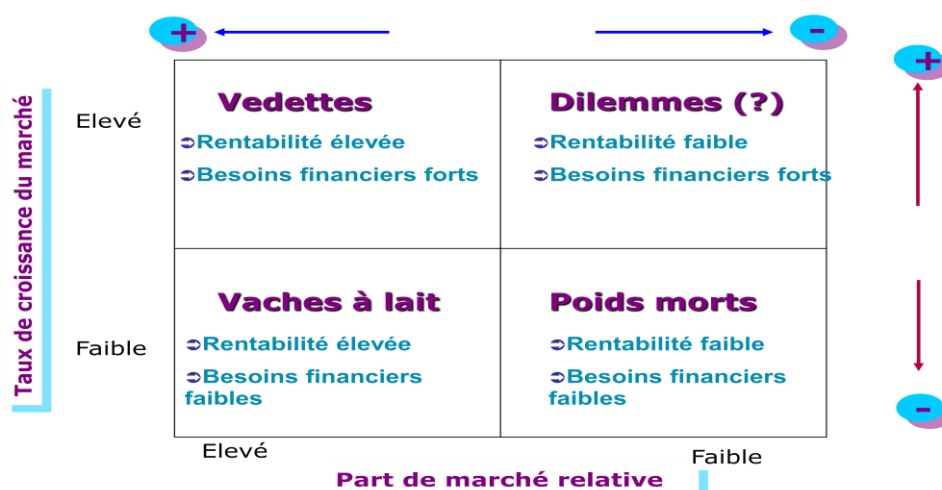 +
-
+
Taux de croissance du marché
Elevé
Vedettes
➲Rentabilité élevée
➲Besoins financiers forts
Dilemmes (?)
➲Rentabilité faible
➲Besoins financiers forts
Faible
Vaches à lait
➲Rentabilité élevée
➲Besoins financiers
faibles
Poids morts
➲Rentabilité faible
➲Besoins financiers
faibles
-
Elevé
Faible
Part de marché relative